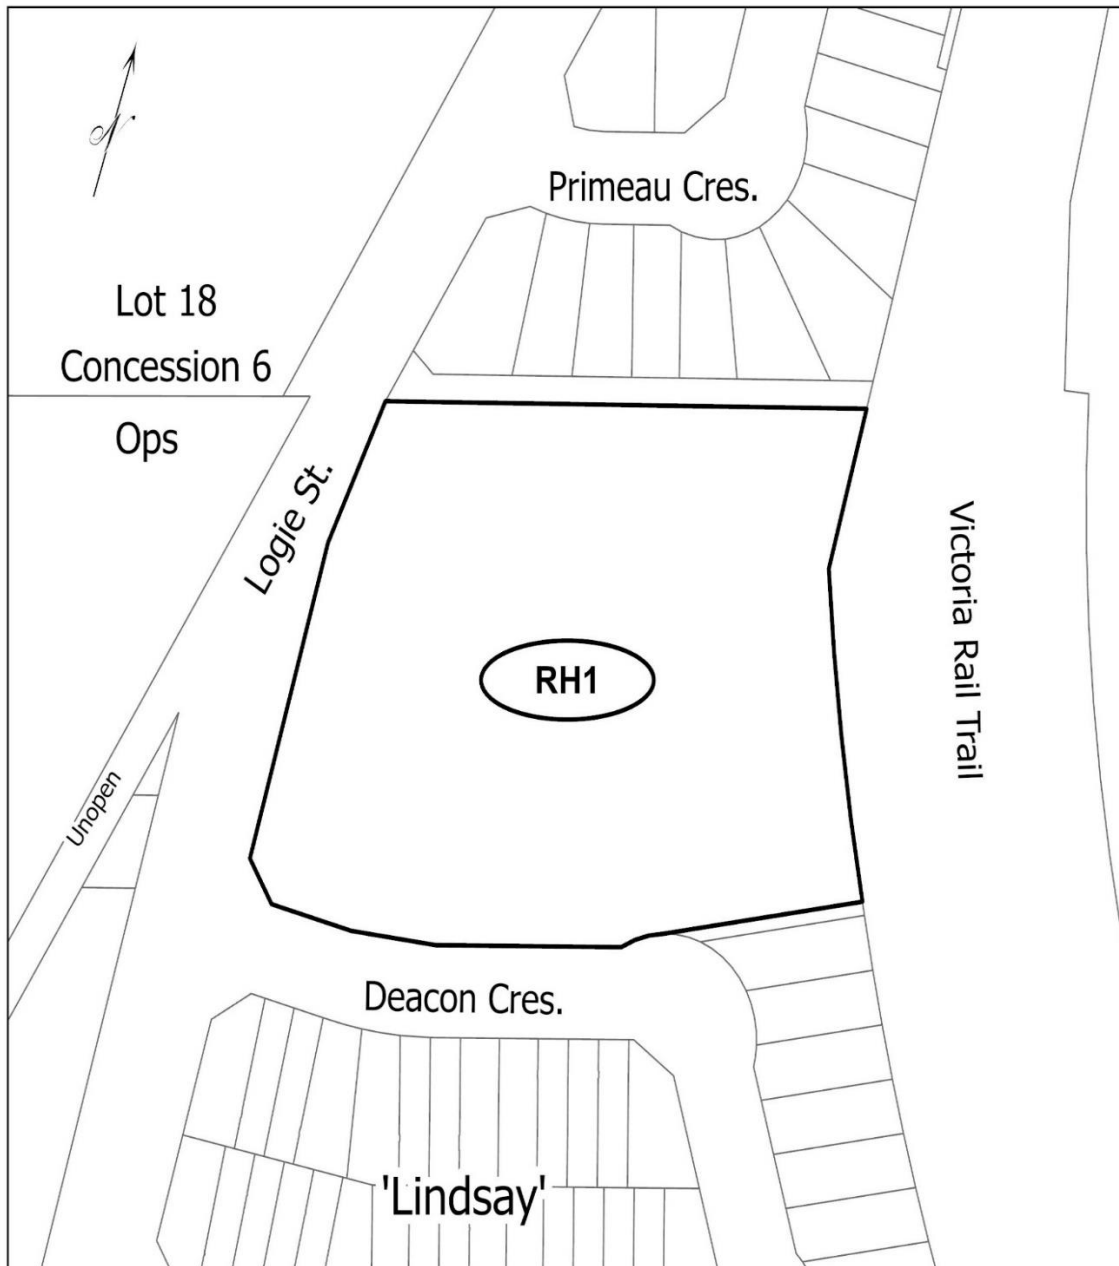 Primeau Cres.
Lot 18
Concession 6
Ops
Logie St.
Victoria Rail Trail
RH1
Unopen
Deacon Cres.
'Lindsay'